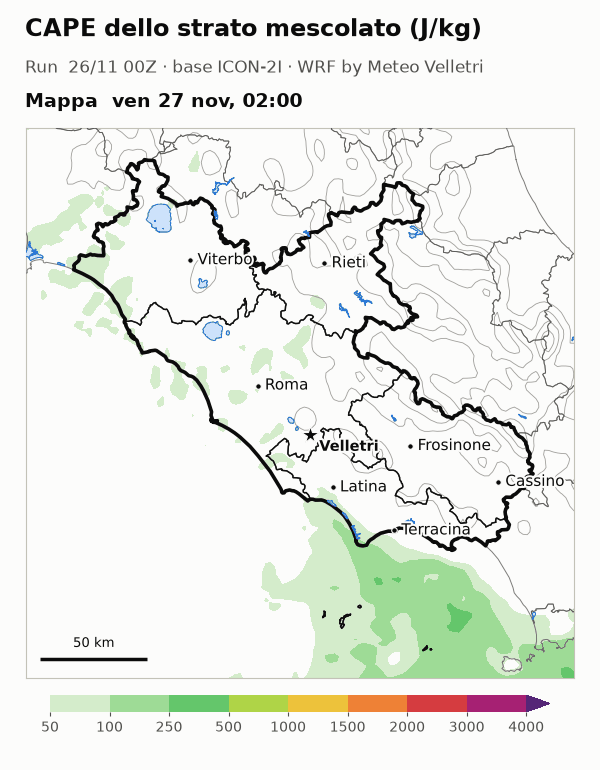 CAPE dello strato mescolato (J/kg)
Run  26/11 00Z · base ICON-2I · WRF by Meteo Velletri
Mappa  ven 27 nov, 02:00
Viterbo
Rieti
Roma
Velletri
Frosinone
Cassino
Latina
Terracina
50 km
50 100 250 500 1000 1500 2000 3000 4000